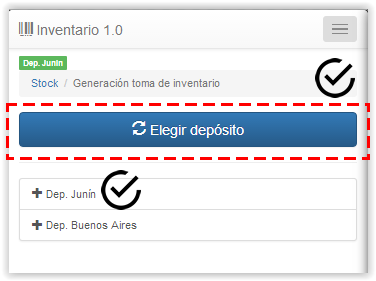 Inventario 1.0
Dep. Junín
Stock / Generación toma de inventario
Elegir depósito
Dep. Junín
Dep. Buenos Aires